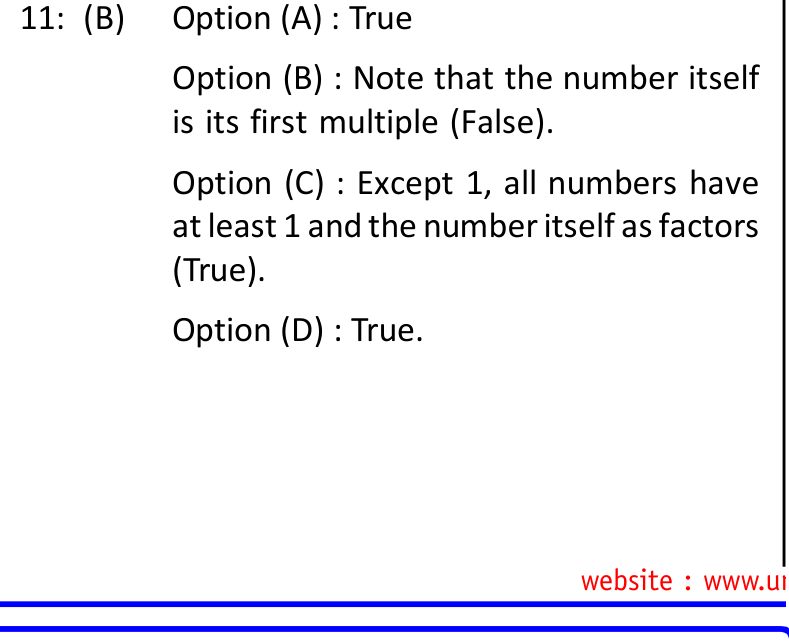 11: (B) Option (A) : True
Option (B) : Note that the number itself
is its first multiple (False).
Option (C) : Except 1, all numbers have
at least 1 and the number itself as factors
(True).
Option (D) : True.
website : www.